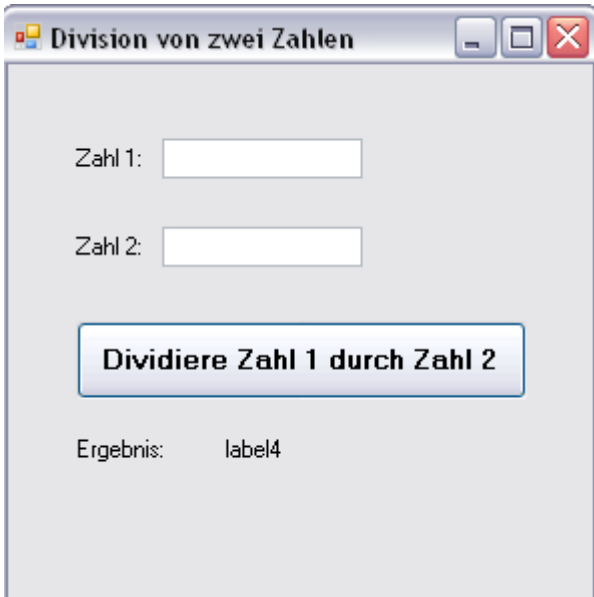 Division von zwei Zahlen
Zahl 1:
Zahl 2:
Dividiere Zahl 1 durch Zahl 2
Ergebnis: label4